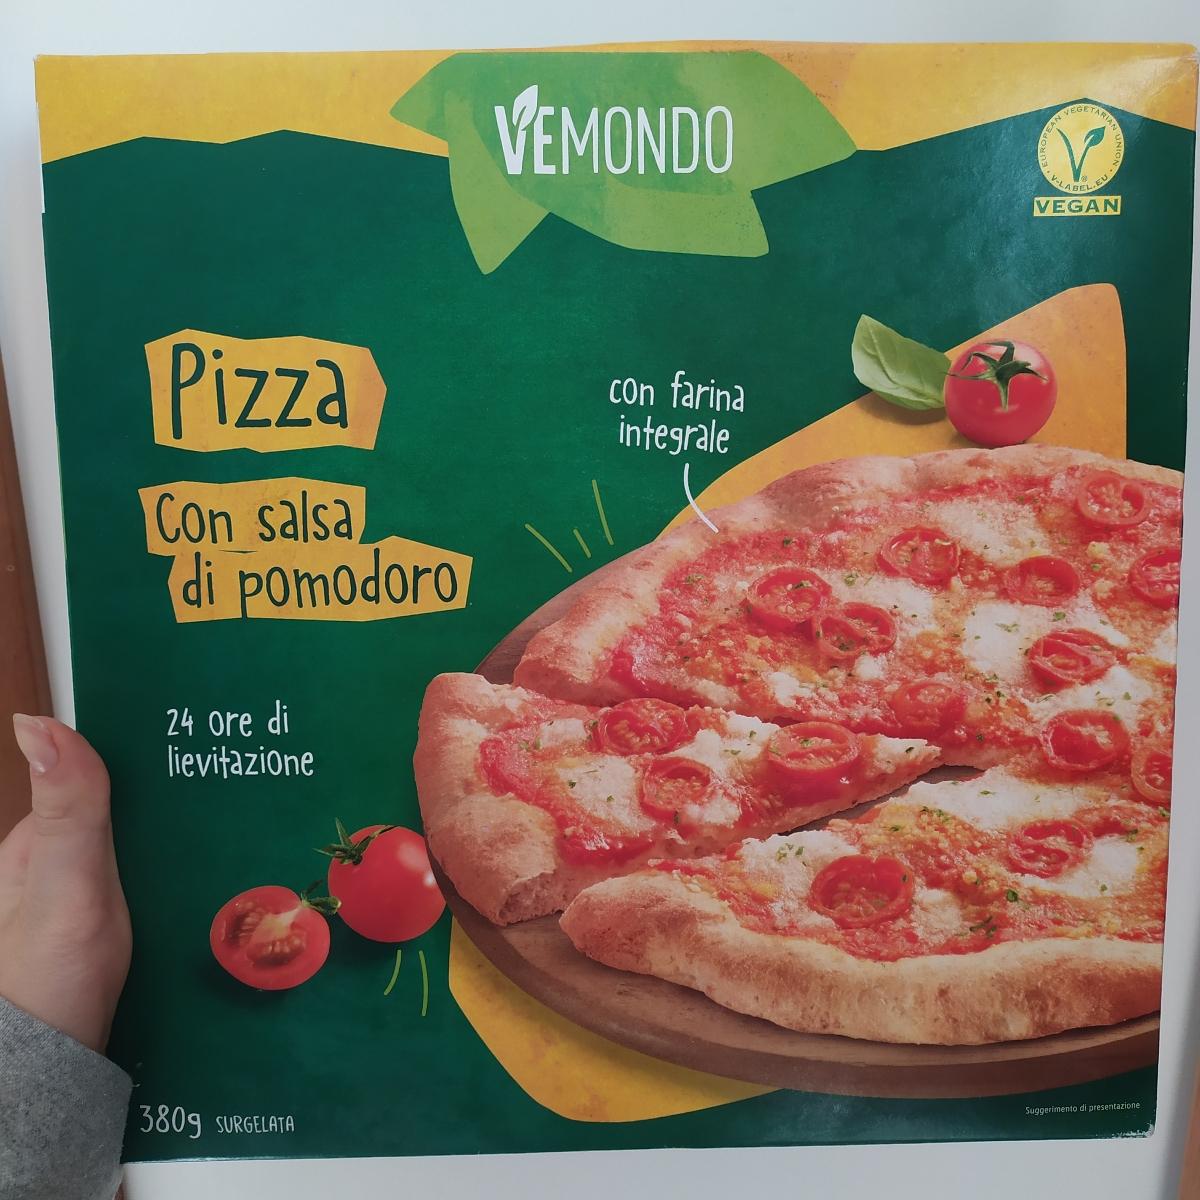 VEMONDO
EUROPEAN VEGETARIAN UNION
V-LABEL.EU
VEGAN
Pizza
con farina
integrale
Con salsa
di pomodoro
24 ore di
lievitazione
380g SURGELATA
Suggerimento di presentazione